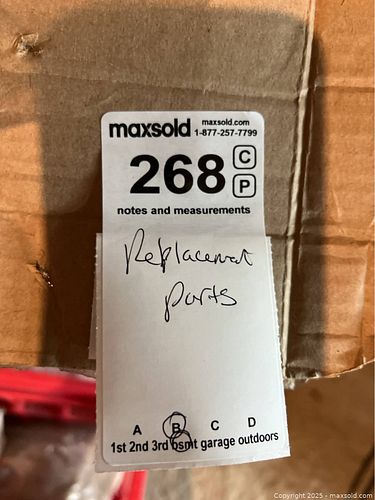 maxsold maxsold.com
1-877-257-7799
268 C
P
notes and measurements
Replacement
parts
A B C D
1st 2nd 3rd bsmt garage outdoors
Copyright 2025 - maxsold.com